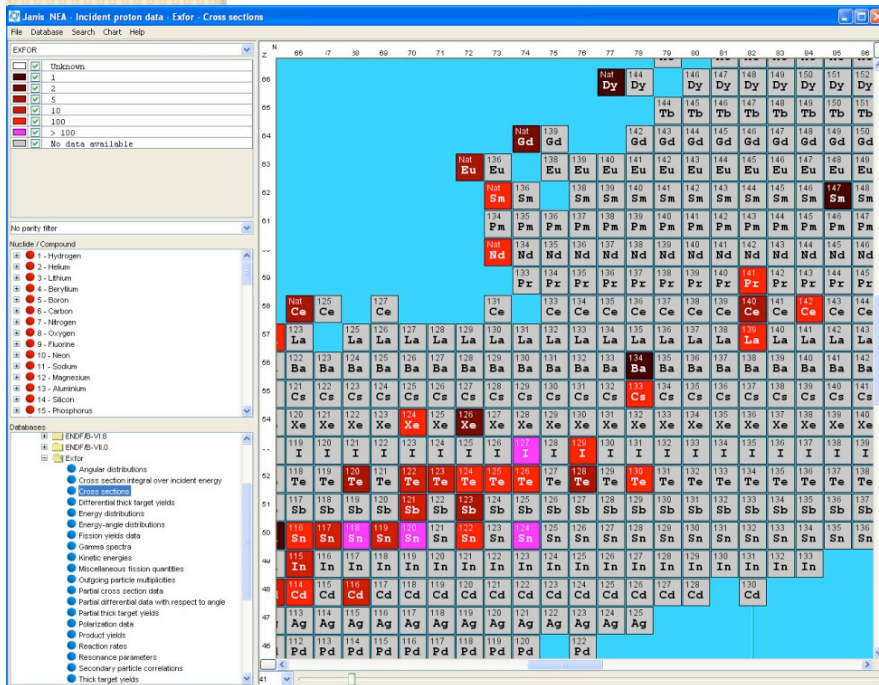 Janis NEA - Incident proton data - Exfor - Cross sections
File Database Search Chart Help
EXFOR
Unknown
1
2
5
10
100
> 100
No data available
No parity filter
Nuclide / Compound
1 - Hydrogen
2 - Helium
3 - Lithium
4 - Beryllium
5 - Boron
6 - Carbon
7 - Nitrogen
8 - Oxygen
9 - Fluorine
10 - Neon
11 - Sodium
12 - Magnesium
13 - Aluminium
14 - Silicon
15 - Phosphorus
Databases
ENDF/B-VI.8
ENDF/B-VII.0
Exfor
Angular distributions
Cross section integral over incident energy
Cross sections
Differential thick target yields
Energy distributions
Energy-angle distributions
Fission yields data
Gamma spectra
Kinetic energies
Miscellaneous fission quantities
Outgoing particle multiplicities
Partial cross section data
Partial differential data with respect to angle
Partial thick target yields
Polarization data
Product yields
Reaction rates
Resonance parameters
Secondary particle correlations
Thick target yields
Z N 66 69 70 71 72 73 74 75 76 77 78 79 80 81 82 83 84 85 86
Nat 144 146 147 148 149 150 151 152
66 Dy Dy Dy Dy Dy Dy Dy Dy Dy
144 145 146 147 148 149 150 151
65 Tb Tb Tb Tb Tb Tb Tb Tb
Nat 139 142 143 144 145 146 147 148 149 150
64 Gd Gd Gd Gd Gd Gd Gd Gd Gd Gd Gd
Nat 136 138 139 140 141 142 143 144 145 146 147 148 149
63 Eu Eu Eu Eu Eu Eu Eu Eu Eu Eu Eu Eu Eu Eu
Nat 136 138 139 140 141 142 143 144 145 146 147 148
62 Sm Sm Sm Sm Sm Sm Sm Sm Sm Sm Sm Sm Sm
134 135 136 137 138 139 140 141 142 143 144 145 146 147
61 Pm Pm Pm Pm Pm Pm Pm Pm Pm Pm Pm Pm Pm Pm
Nat 134 135 136 137 138 139 140 141 142 143 144 145 146
Nd Nd Nd Nd Nd Nd Nd Nd Nd Nd Nd Nd Nd Nd
133 134 135 136 137 138 139 140 141 142 143 144 145
59 Pr Pr Pr Pr Pr Pr Pr Pr Pr Pr Pr Pr Pr
Nat 125 127 131 133 134 135 136 137 138 139 140 141 142 143 144
58 Ce Ce Ce Ce Ce Ce Ce Ce Ce Ce Ce Ce Ce Ce Ce Ce
123 125 126 127 128 129 130 131 132 133 134 135 136 137 138 139 140 141 142 143
57 La La La La La La La La La La La La La La La La La La La La
122 123 124 125 126 127 128 129 130 131 132 133 134 135 136 137 138 139 140 141 142
56 Ba Ba Ba Ba Ba Ba Ba Ba Ba Ba Ba Ba Ba Ba Ba Ba Ba Ba Ba Ba Ba
121 122 123 124 125 126 127 128 129 130 131 132 133 134 135 136 137 138 139 140 141
55 Cs Cs Cs Cs Cs Cs Cs Cs Cs Cs Cs Cs Cs Cs Cs Cs Cs Cs Cs Cs Cs
120 121 122 123 124 125 126 127 128 129 130 131 132 133 134 135 136 137 138 139 140
54 Xe Xe Xe Xe Xe Xe Xe Xe Xe Xe Xe Xe Xe Xe Xe Xe Xe Xe Xe Xe Xe
119 120 121 122 123 124 125 126 127 128 129 130 131 132 133 134 135 136 137 138 139
I I I I I I I I I I I I I I I I I I I I I
118 119 120 121 122 123 124 125 126 127 128 129 130 131 132 133 134 135 136 137 138
52 Te Te Te Te Te Te Te Te Te Te Te Te Te Te Te Te Te Te Te Te Te
117 118 119 120 121 122 123 124 125 126 127 128 129 130 131 132 133 134 135 136 137
51 Sb Sb Sb Sb Sb Sb Sb Sb Sb Sb Sb Sb Sb Sb Sb Sb Sb Sb Sb Sb Sb
116 117 118 119 120 121 122 123 124 125 126 127 128 129 130 131 132 133 134 135 136
50 Sn Sn Sn Sn Sn Sn Sn Sn Sn Sn Sn Sn Sn Sn Sn Sn Sn Sn Sn Sn Sn
115 116 117 118 119 120 121 122 123 124 125 126 127 128 129 130 131 132 133
In In In In In In In In In In In In In In In In In In In
114 115 116 117 118 119 120 121 122 123 124 125 126 127 128 130
48 Cd Cd Cd Cd Cd Cd Cd Cd Cd Cd Cd Cd Cd Cd Cd Cd
113 114 115 116 117 118 119 120 121 122 123 124 125
47 Ag Ag Ag Ag Ag Ag Ag Ag Ag Ag Ag Ag Ag
112 113 114 115 116 117 118 119 120 122
46 Pd Pd Pd Pd Pd Pd Pd Pd Pd Pd
41